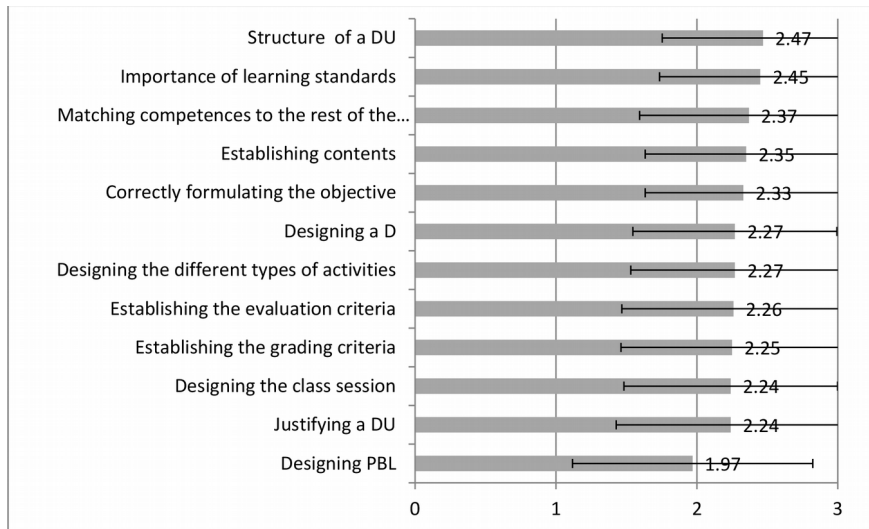 Structure of a DU 2.47
Importance of learning standards 2.45
Matching competences to the rest of the... 2.37
Establishing contents 2.35
Correctly formulating the objective 2.33
Designing a D 2.27
Designing the different types of activities 2.27
Establishing the evaluation criteria 2.26
Establishing the grading criteria 2.25
Designing the class session 2.24
Justifying a DU 2.24
Designing PBL 1.97
0 1 2 3